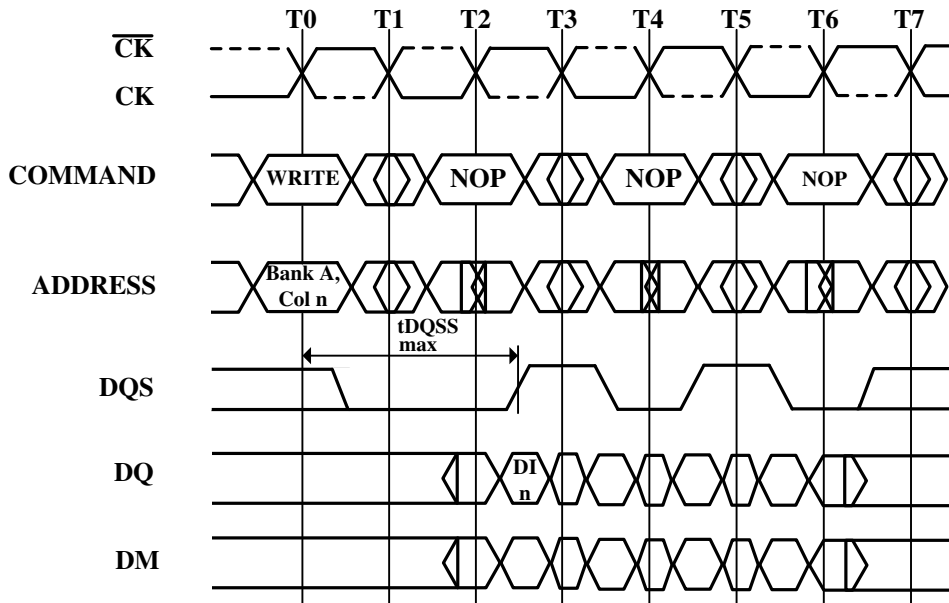 T0 T1 T2 T3 T4 T5 T6 T7
CK
CK
COMMAND
WRITE NOP NOP NOP
ADDRESS
Bank A,
Col n
tDQSS
max
DQS
DQ
DI
n
DM